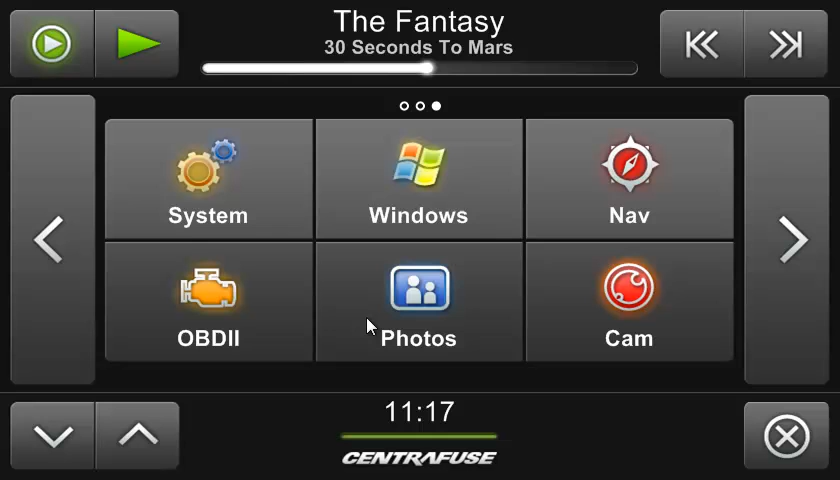 The Fantasy
30 Seconds To Mars
System
Windows
Nav
OBDII
Photos
Cam
11:17
CENTRAFUSE